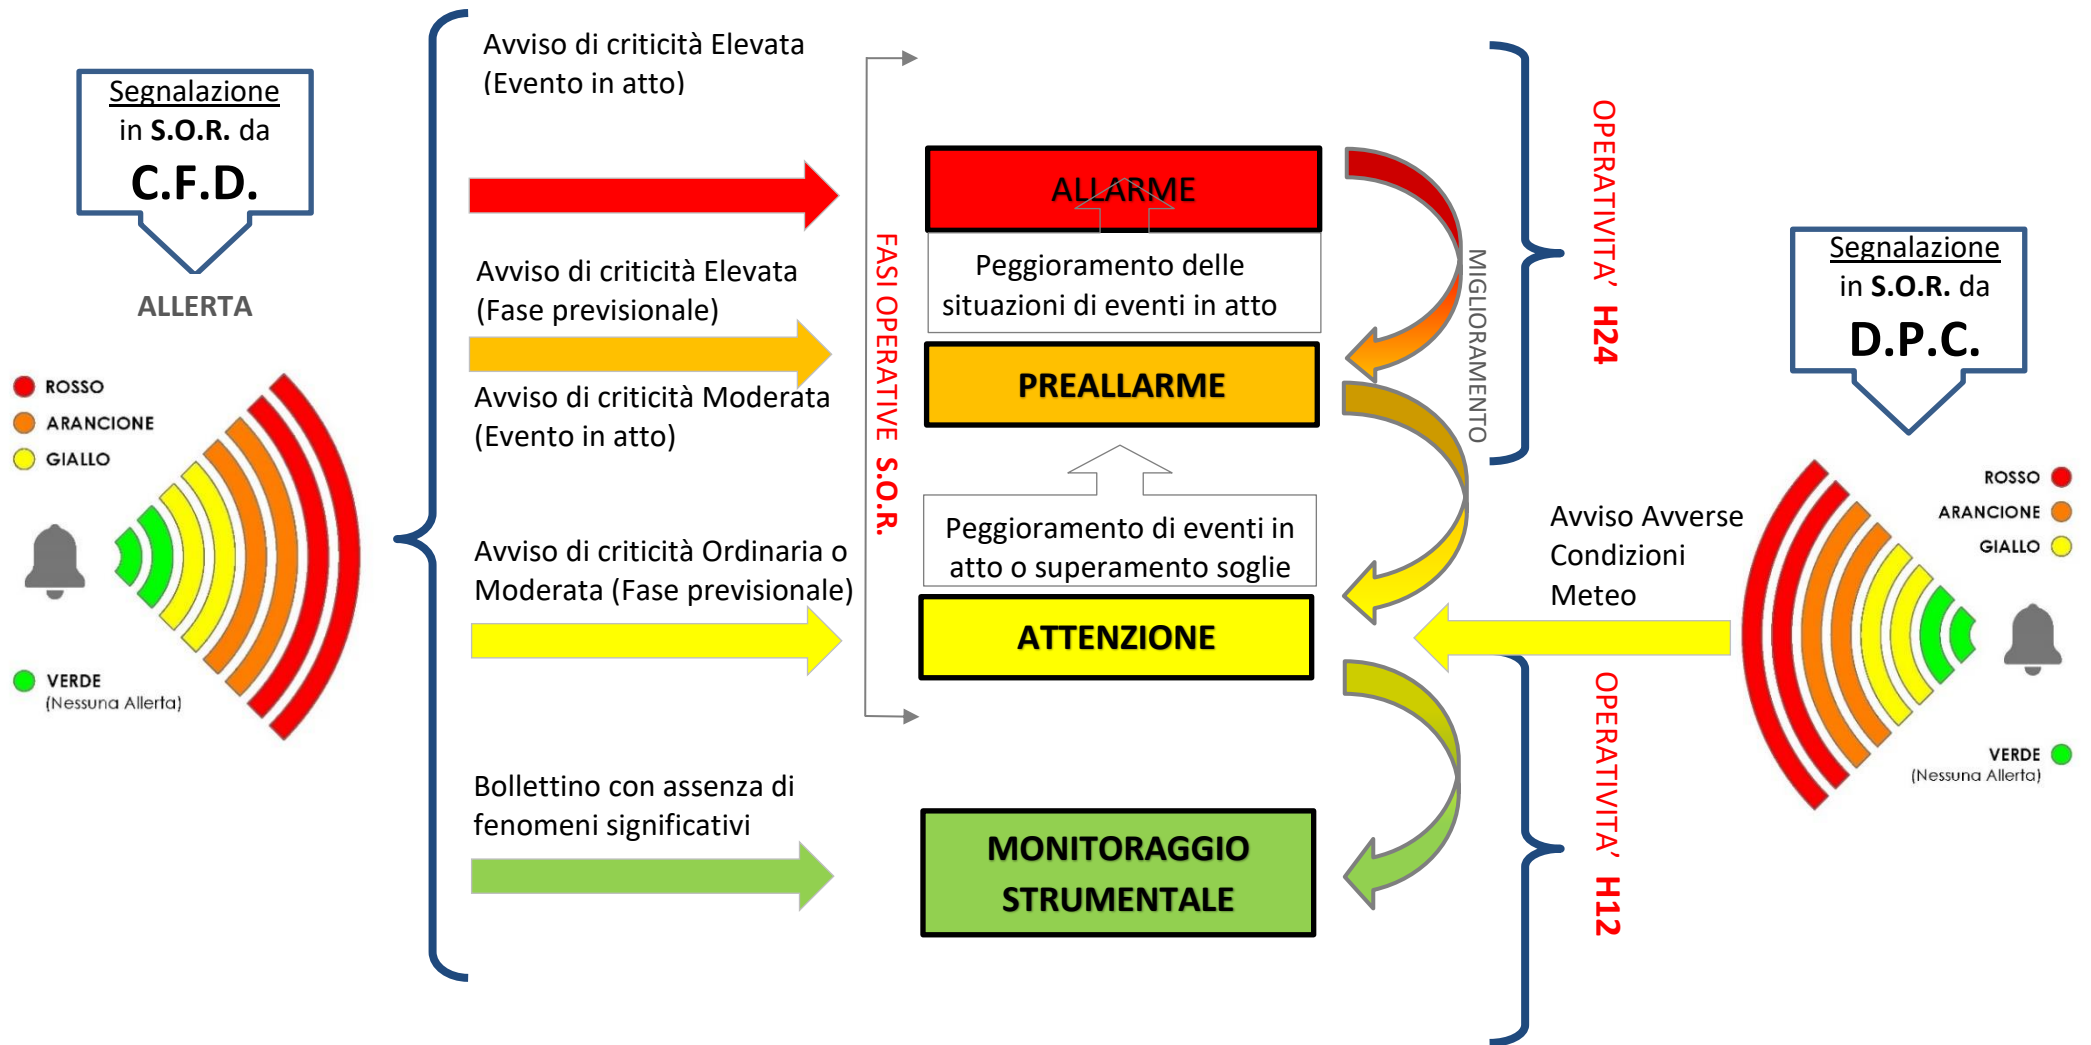 Segnalazione
in S.O.R. da
C.F.D.
ALLERTA
ROSSO
ARANCIONE
GIALLO
VERDE
(Nessuna Allerta)
Avviso di criticità Elevata
(Evento in atto)
Avviso di criticità Elevata
(Fase previsionale)
Avviso di criticità Moderata
(Evento in atto)
Avviso di criticità Ordinaria o
Moderata (Fase previsionale)
Bollettino con assenza di
fenomeni significativi
FASI OPERATIVE S.O.R.
ALLARME
Peggioramento delle
situazioni di eventi in atto
PREALLARME
Peggioramento di eventi in
atto o superamento soglie
ATTENZIONE
MONITORAGGIO
STRUMENTALE
MIGLIORAMENTO
OPERATIVITA’ H24
OPERATIVITA’ H12
Avviso Avverse
Condizioni
Meteo
Segnalazione
in S.O.R. da
D.P.C.
ROSSO
ARANCIONE
GIALLO
VERDE
(Nessuna Allerta)